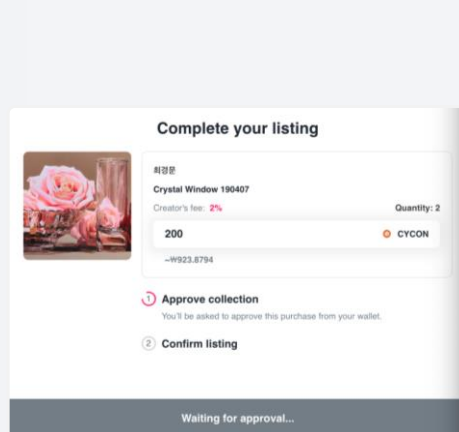 Complete your listing
최경문
Crystal Window 190407
Creator's fee: 2% Quantity: 2
200 CYCON
~₩923.8794
1 Approve collection
You'll be asked to approve this purchase from your wallet.
2 Confirm listing
Waiting for approval...